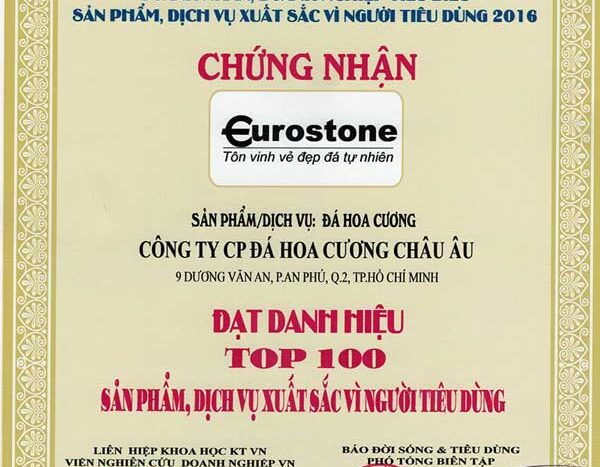 SẢN PHẨM, DỊCH VỤ XUẤT SẮC VÌ NGƯỜI TIÊU DÙNG 2016
CHỨNG NHẬN
Eurostone
Tôn vinh vẻ đẹp đá tự nhiên
SẢN PHẨM/DỊCH VỤ: ĐÁ HOA CƯƠNG
CÔNG TY CP ĐÁ HOA CƯƠNG CHÂU ÂU
9 DƯƠNG VĂN AN, P.AN PHÚ, Q.2, TP.HỒ CHÍ MINH
ĐẠT DANH HIỆU
TOP 100
SẢN PHẨM, DỊCH VỤ XUẤT SẮC VÌ NGƯỜI TIÊU DÙNG
LIÊN HIỆP KHOA HỌC KT VN
VIỆN NGHIÊN CỨU DOANH NGHIỆP VN
BÁO ĐỜI SỐNG & TIÊU DÙNG
PHÓ TỔNG BIÊN TẬP